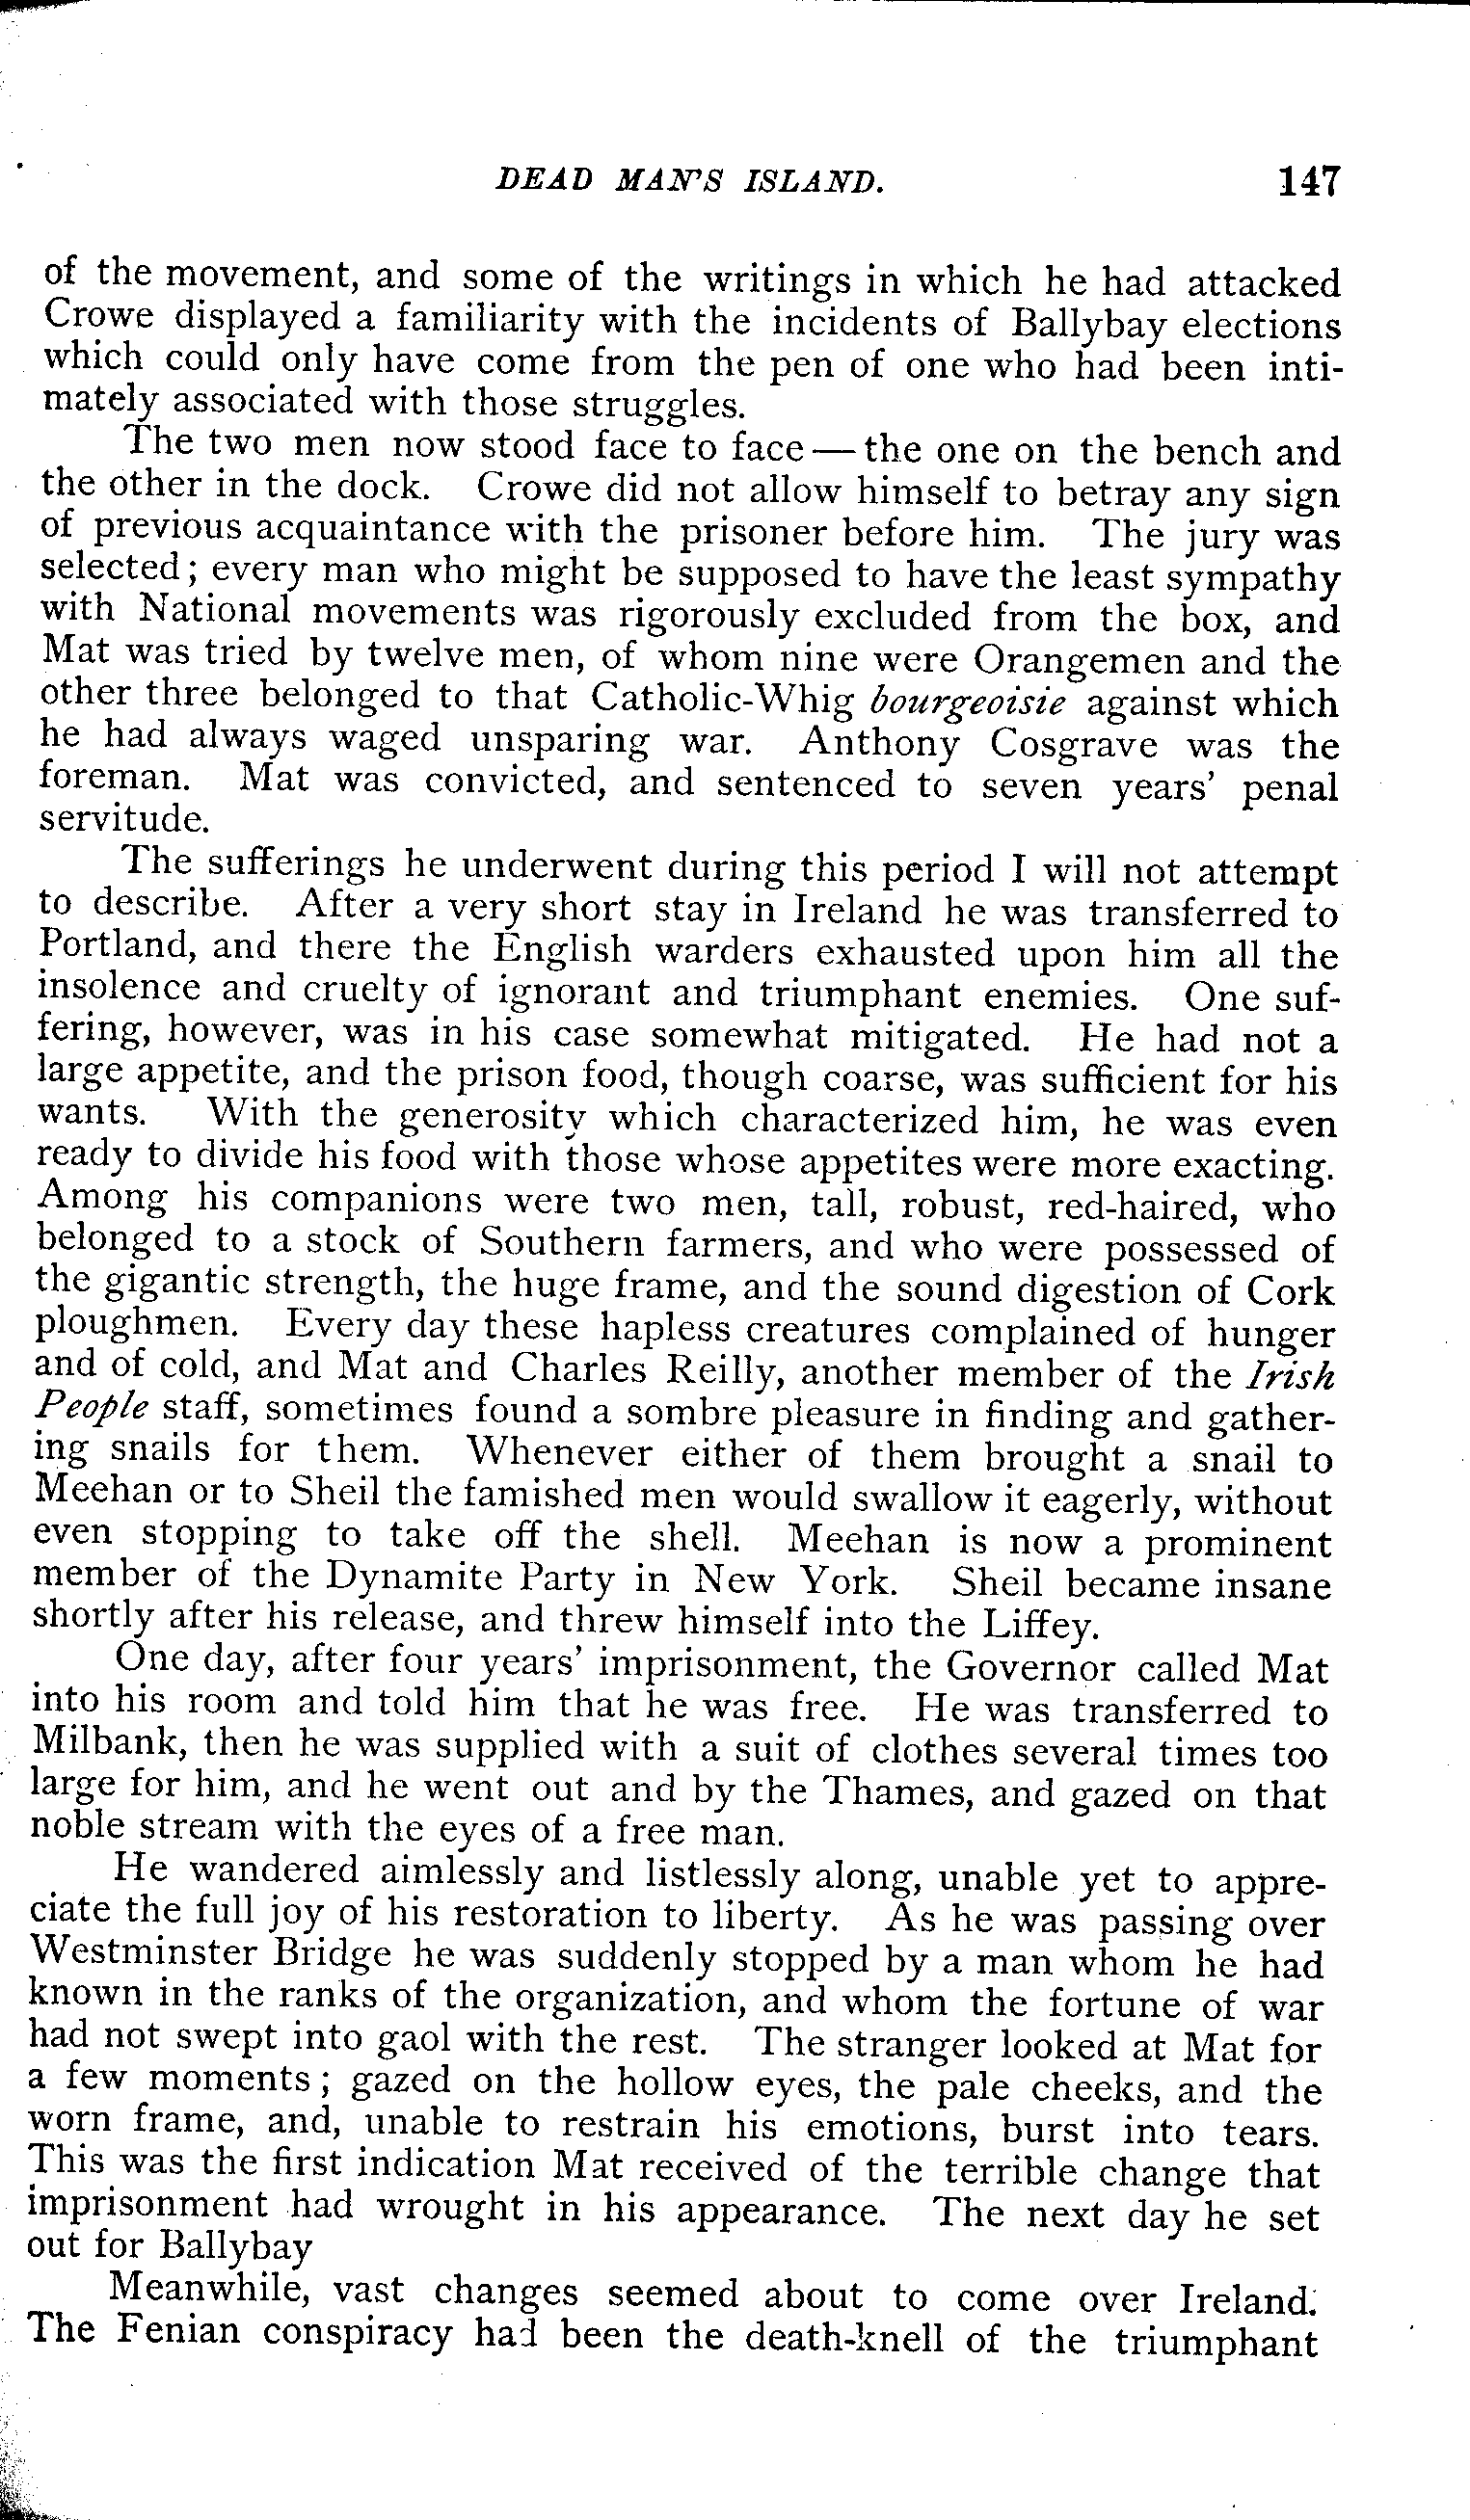 DEAD MAN'S ISLAND. 147
of the movement, and some of the writings in which he had attacked
Crowe displayed a familiarity with the incidents of Ballybay elections
which could only have come from the pen of one who had been inti-
mately associated with those struggles.
The two men now stood face to face — the one on the bench and
the other in the dock. Crowe did not allow himself to betray any sign
of previous acquaintance with the prisoner before him. The jury was
selected; every man who might be supposed to have the least sympathy
with National movements was rigorously excluded from the box, and
Mat was tried by twelve men, of whom nine were Orangemen and the
other three belonged to that Catholic-Whig bourgeoisie against which
he had always waged unsparing war. Anthony Cosgrave was the
foreman. Mat was convicted, and sentenced to seven years' penal
servitude.
The sufferings he underwent during this period I will not attempt
to describe. After a very short stay in Ireland he was transferred to
Portland, and there the English warders exhausted upon him all the
insolence and cruelty of ignorant and triumphant enemies. One suf-
fering, however, was in his case somewhat mitigated. He had not a
large appetite, and the prison food, though coarse, was sufficient for his
wants. With the generosity which characterized him, he was even
ready to divide his food with those whose appetites were more exacting.
Among his companions were two men, tall, robust, red-haired, who
belonged to a stock of Southern farmers, and who were possessed of
the gigantic strength, the huge frame, and the sound digestion of Cork
ploughmen. Every day these hapless creatures complained of hunger
and of cold, and Mat and Charles Reilly, another member of the Irish
People staff, sometimes found a sombre pleasure in finding and gather-
ing snails for them. Whenever either of them brought a snail to
Meehan or to Sheil the famished men would swallow it eagerly, without
even stopping to take off the shell. Meehan is now a prominent
member of the Dynamite Party in New York. Sheil became insane
shortly after his release, and threw himself into the Liffey.
One day, after four years' imprisonment, the Governor called Mat
into his room and told him that he was free. He was transferred to
Milbank, then he was supplied with a suit of clothes several times too
large for him, and he went out and by the Thames, and gazed on that
noble stream with the eyes of a free man.
He wandered aimlessly and listlessly along, unable yet to appre-
ciate the full joy of his restoration to liberty. As he was passing over
Westminster Bridge he was suddenly stopped by a man whom he had
known in the ranks of the organization, and whom the fortune of war
had not swept into gaol with the rest. The stranger looked at Mat for
a few moments; gazed on the hollow eyes, the pale cheeks, and the
worn frame, and, unable to restrain his emotions, burst into tears.
This was the first indication Mat received of the terrible change that
imprisonment had wrought in his appearance. The next day he set
out for Ballybay
Meanwhile, vast changes seemed about to come over Ireland.
The Fenian conspiracy had been the death-knell of the triumphant